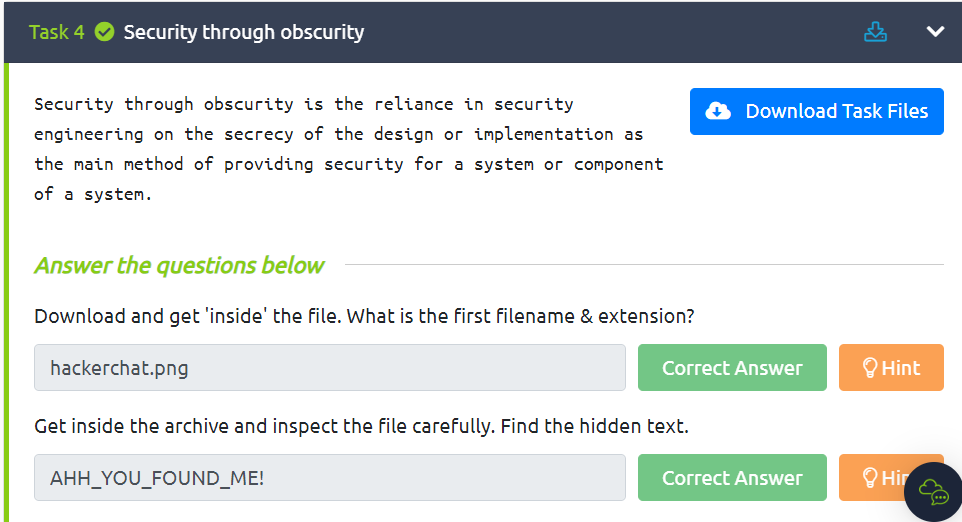 Task 4 Security through obscurity
Security through obscurity is the reliance in security
engineering on the secrecy of the design or implementation as
the main method of providing security for a system or component
of a system.
Download Task Files
Answer the questions below
Download and get 'inside' the file. What is the first filename & extension?
hackerchat.png Correct Answer Hint
Get inside the archive and inspect the file carefully. Find the hidden text.
AHH_YOU_FOUND_ME! Correct Answer